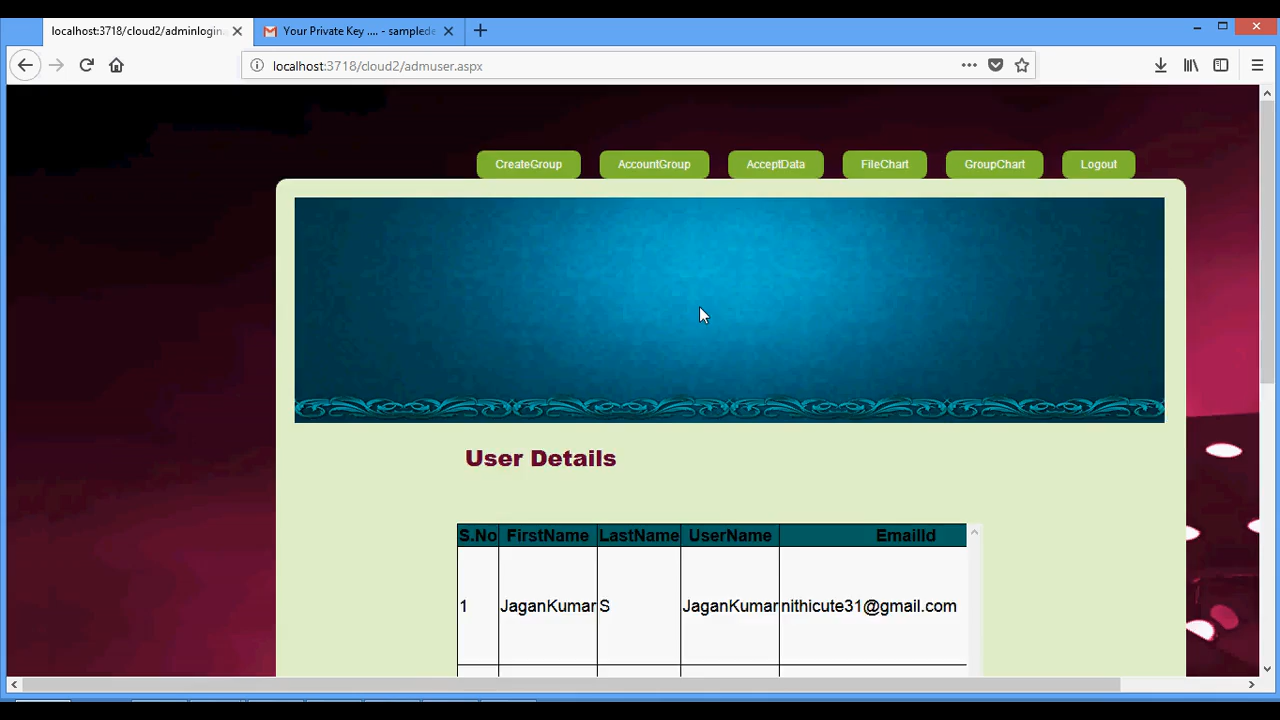 localhost:3718/cloud2/adminlogin
Your Private Key .... - samplede
localhost:3718/cloud2/admuser.aspx
CreateGroup AccountGroup AcceptData FileChart GroupChart Logout
User Details
S.No FirstName LastName UserName EmailId
1 JaganKumar S JaganKumar nithicute31@gmail.com